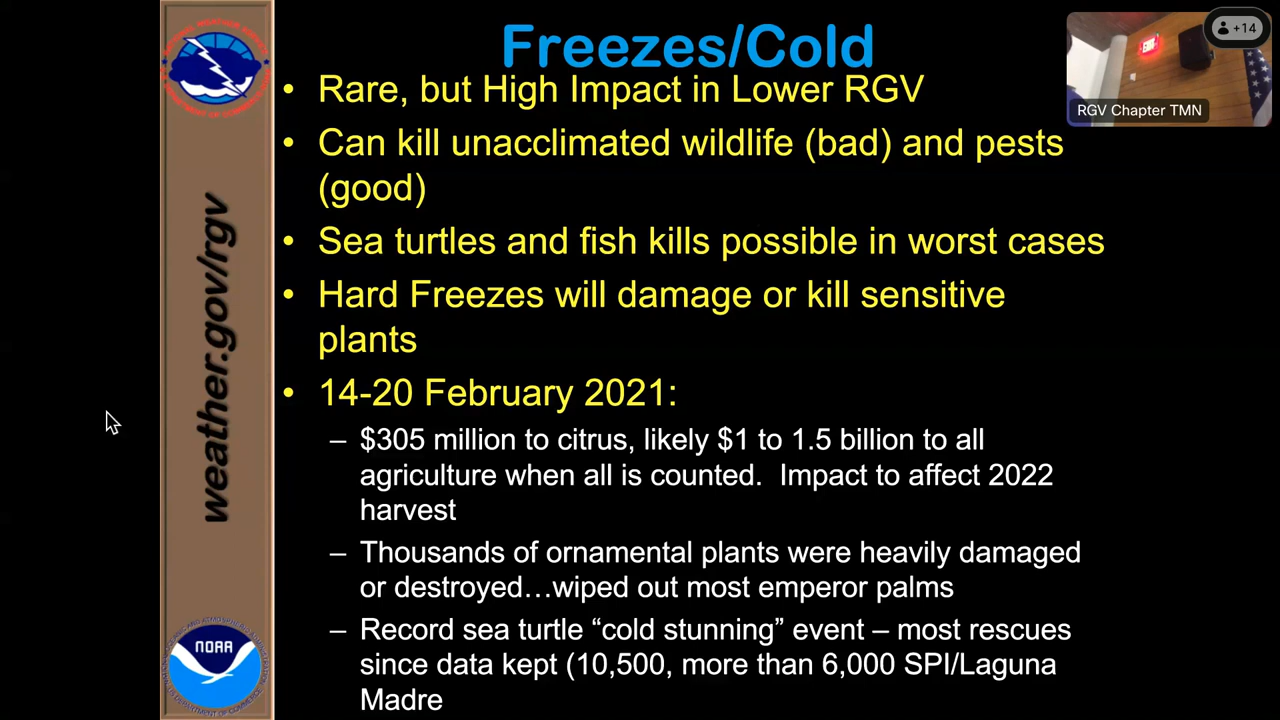 Freezes/Cold
• Rare, but High Impact in Lower RGV
• Can kill unacclimated wildlife (bad) and pests
(good)
• Sea turtles and fish kills possible in worst cases
• Hard Freezes will damage or kill sensitive
plants
• 14-20 February 2021:
– $305 million to citrus, likely $1 to 1.5 billion to all
agriculture when all is counted.  Impact to affect 2022
harvest
– Thousands of ornamental plants were heavily damaged
or destroyed…wiped out most emperor palms
– Record sea turtle “cold stunning” event – most rescues
since data kept (10,500, more than 6,000 SPI/Laguna
Madre
weather.gov/rgv
NOAA
+14
EXIT
RGV Chapter TMN